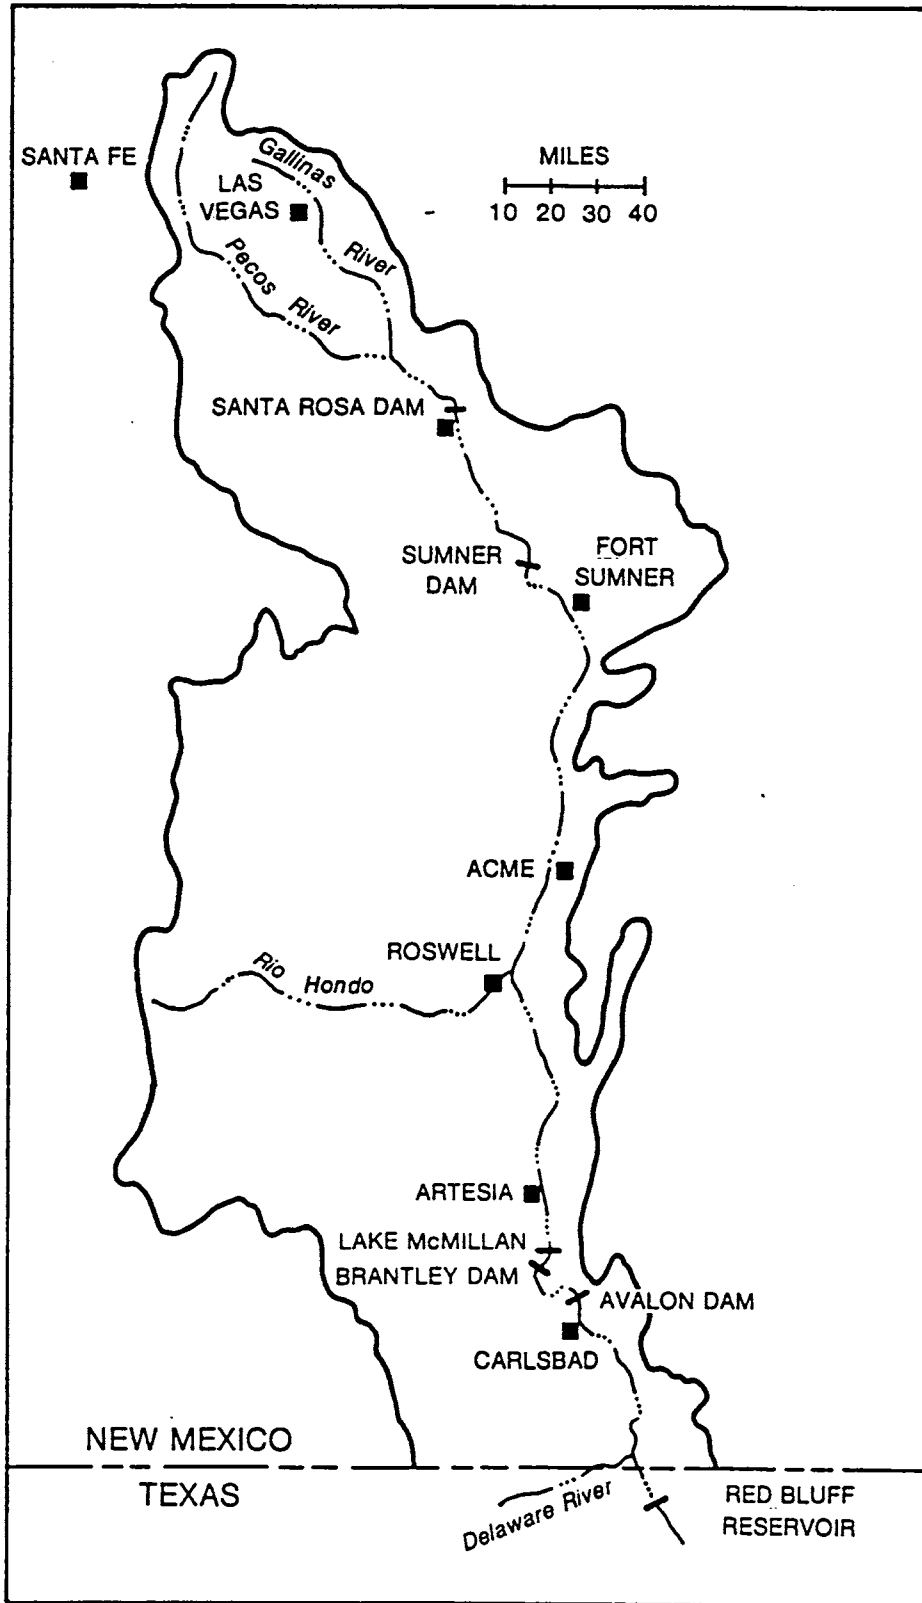 SANTA FE
Gallinas
MILES
10 20 30 40
LAS
VEGAS
River
Pecos
River
SANTA ROSA DAM
SUMNER
DAM
FORT
SUMNER
ACME
ROSWELL
Rio
Hondo
ARTESIA
LAKE McMILLAN
BRANTLEY DAM
AVALON DAM
CARLSBAD
NEW MEXICO
TEXAS
Delaware River
RED BLUFF
RESERVOIR